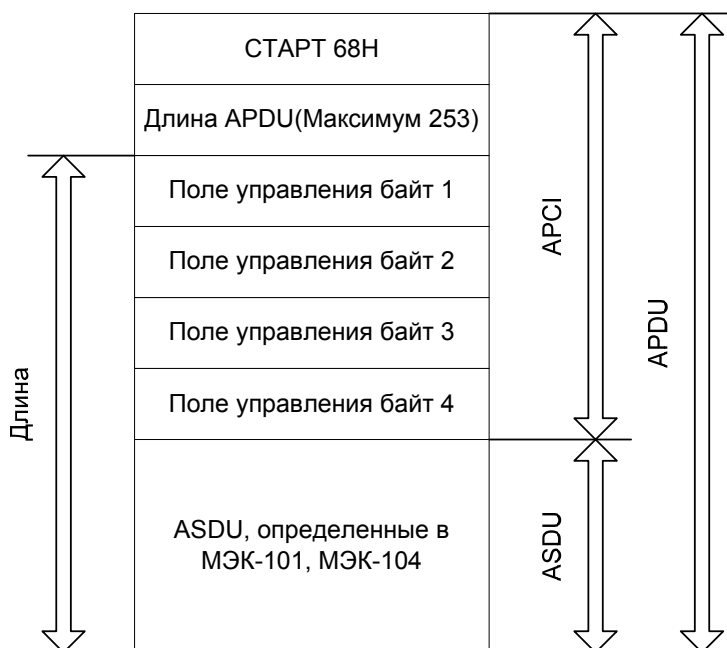 СТАРТ 68H
Длина APDU(Максимум 253)
Поле управления байт 1
Поле управления байт 2
Поле управления байт 3
Поле управления байт 4
ASDU, определенные в
МЭК-101, МЭК-104
Длина
APCI
ASDU
APDU